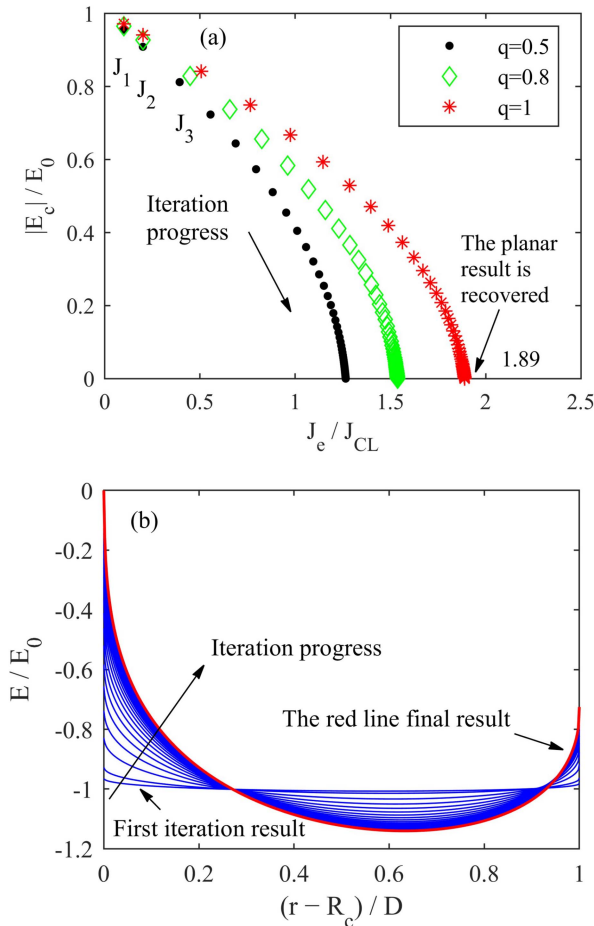 (a)
q=0.5
q=0.8
q=1
J1
J2
J3
Iteration
progress
The planar
result is
recovered
1.89
|E_c| / E_0
1
0.8
0.6
0.4
0.2
0
0
0.5
1
1.5
2
2.5
J_e / J_CL
(b)
Iteration progress
The red line final result
First iteration result
E / E_0
0
-0.2
-0.4
-0.6
-0.8
-1
-1.2
0
0.2
0.4
0.6
0.8
1
(r − R_c) / D